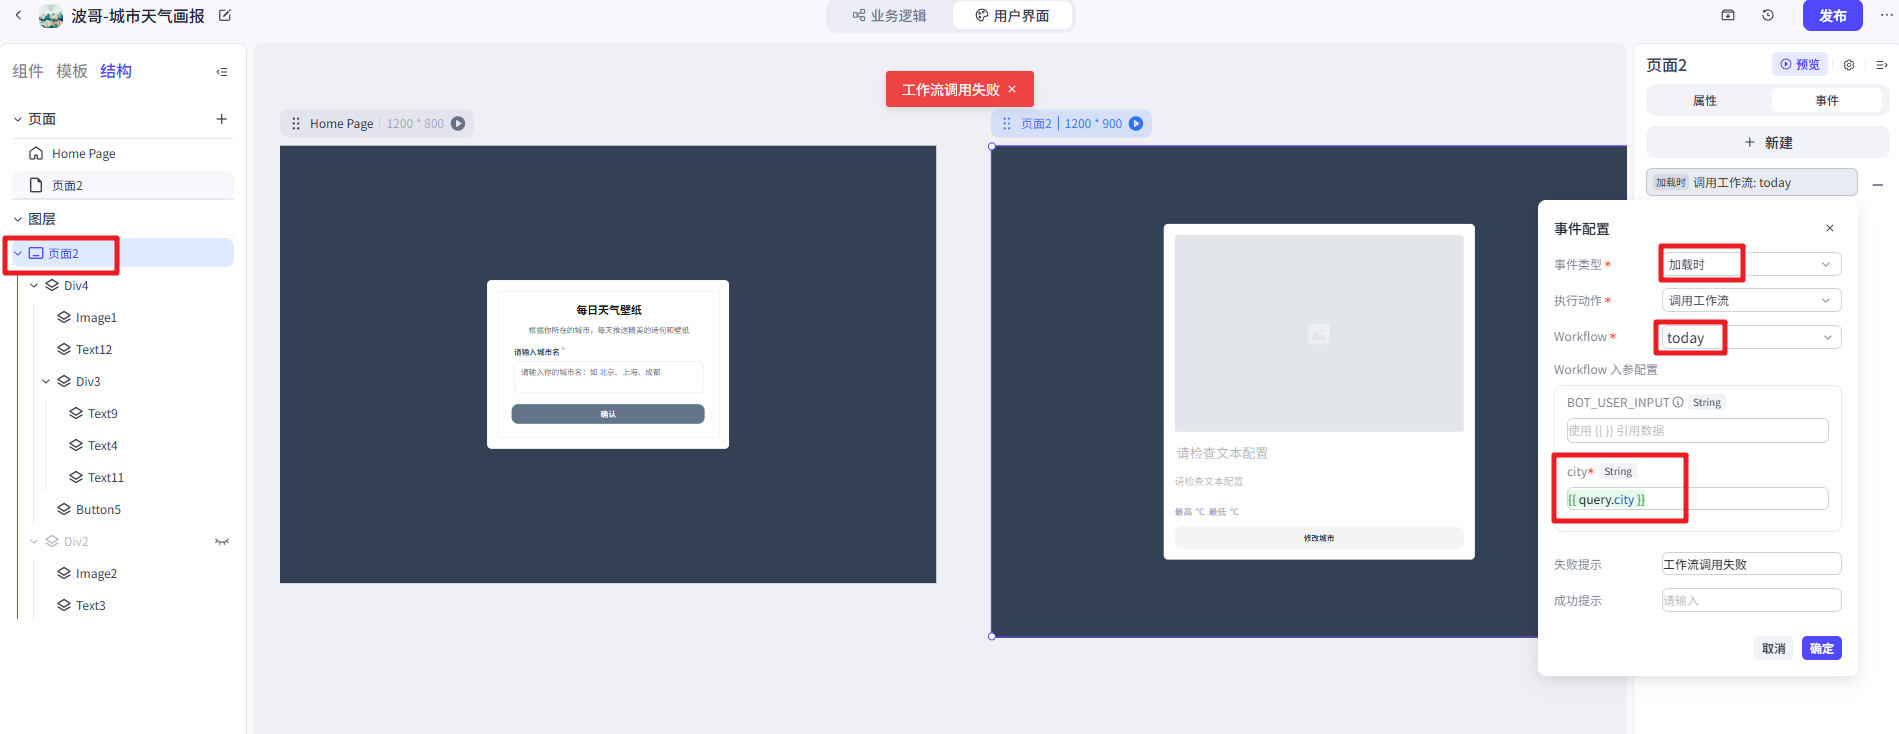 波哥-城市天气画报
业务逻辑
用户界面
发布
组件 模板 结构
页面
Home Page
页面2
图层
页面2
Div4
Image1
Text12
Div3
Text9
Text4
Text11
Button5
Div2
Image2
Text3
工作流调用失败
Home Page 1200 * 800
每日天气壁纸
根据你所在的城市，每天推送精美的诗句和壁纸
请输入城市名*
请输入你的城市名：如 北京、上海、成都
确认
页面2 1200 * 900
请检查文本配置
请检查文本配置
最高 ℃ 最低 ℃
修改城市
页面2
预览
属性
事件
新建
加载时 调用工作流: today
事件配置
事件类型* 加载时
执行动作* 调用工作流
Workflow* today
Workflow 入参配置
BOT_USER_INPUT String
使用 {{ }} 引用数据
city* String
{{ query.city }}
失败提示 工作流调用失败
成功提示 请输入
取消 确定